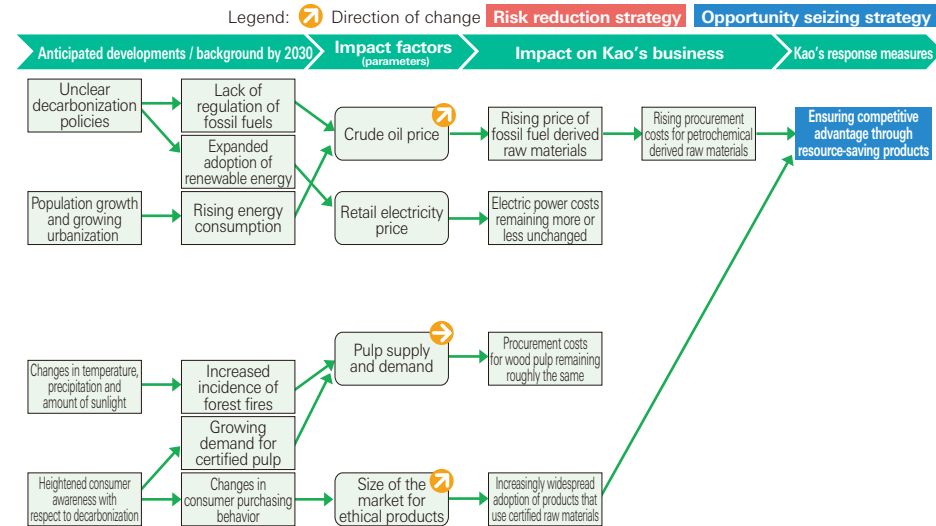 Legend: Direction of change Risk reduction strategy Opportunity seizing strategy
Anticipated developments / background by 2030
Impact factors
(parameters)
Impact on Kao's business
Kao's response measures
Unclear
decarbonization
policies
Lack of
regulation of
fossil fuels
Crude oil price
Rising price of
fossil fuel derived
raw materials
Rising procurement
costs for petrochemical
derived raw materials
Ensuring competitive
advantage through
resource-saving products
Expanded
adoption of
renewable energy
Population growth
and growing
urbanization
Rising energy
consumption
Retail electricity
price
Electric power costs
remaining more or
less unchanged
Changes in temperature,
precipitation and
amount of sunlight
Increased
incidence of
forest fires
Pulp supply
and demand
Procurement costs
for wood pulp remaining
roughly the same
Growing
demand for
certified pulp
Heightened consumer
awareness with
respect to decarbonization
Changes in
consumer purchasing
behavior
Size of the
market for
ethical products
Increasingly widespread
adoption of products that
use certified raw materials